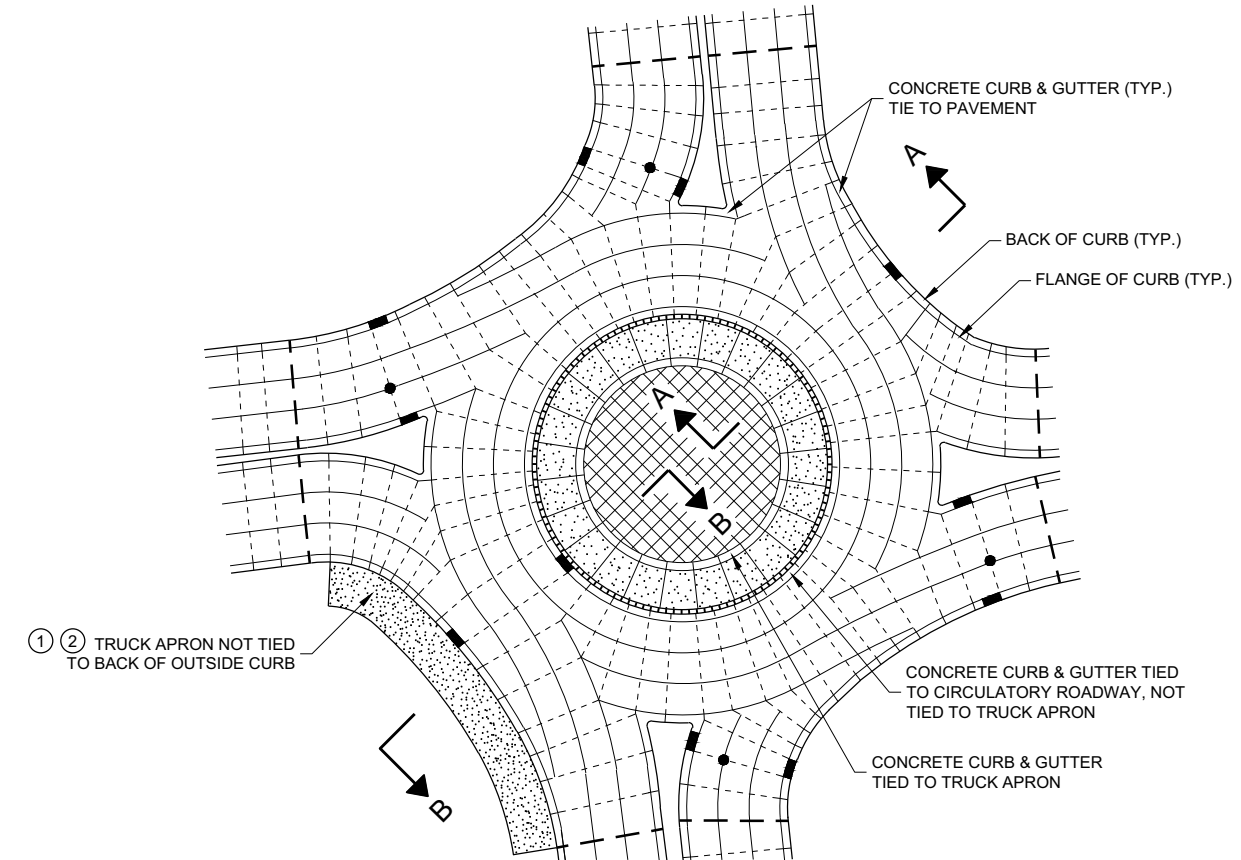 CONCRETE CURB & GUTTER (TYP.)
TIE TO PAVEMENT
A
BACK OF CURB (TYP.)
FLANGE OF CURB (TYP.)
A
B
① ② TRUCK APRON NOT TIED
TO BACK OF OUTSIDE CURB
CONCRETE CURB & GUTTER TIED
TO CIRCULATORY ROADWAY, NOT
TIED TO TRUCK APRON
CONCRETE CURB & GUTTER
TIED TO TRUCK APRON
B